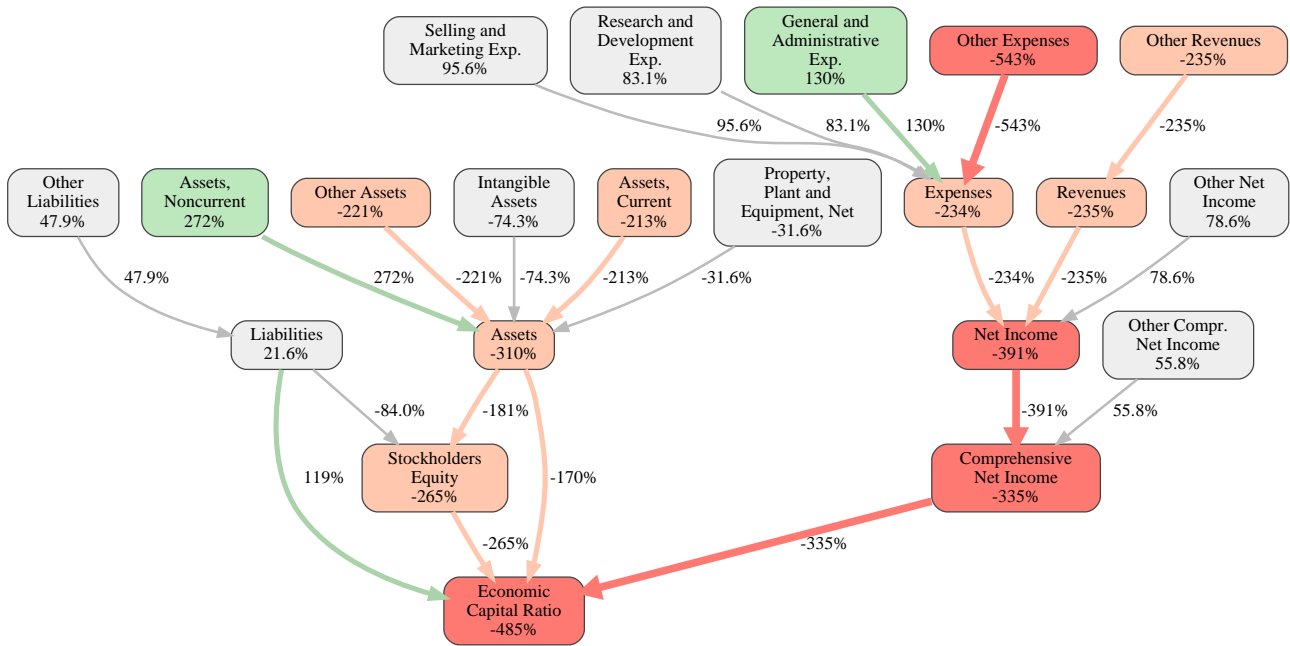 Selling and
Marketing Exp.
95.6%
Research and
Development
Exp.
83.1%
General and
Administrative
Exp.
130%
Other Expenses
-543%
Other Revenues
-235%
95.6%
83.1%
130%
-543%
-235%
Other
Liabilities
47.9%
Assets,
Noncurrent
272%
Other Assets
-221%
Intangible
Assets
-74.3%
Assets,
Current
-213%
Property,
Plant and
Equipment, Net
-31.6%
Expenses
-234%
Revenues
-235%
Other Net
Income
78.6%
47.9%
272%
-221%
-74.3%
-213%
-31.6%
-234%
-235%
78.6%
Liabilities
21.6%
Assets
-310%
Net Income
-391%
Other Compr.
Net Income
55.8%
-84.0%
-181%
-391%
55.8%
Stockholders
Equity
-265%
Comprehensive
Net Income
-335%
119%
-170%
-265%
-335%
Economic
Capital Ratio
-485%